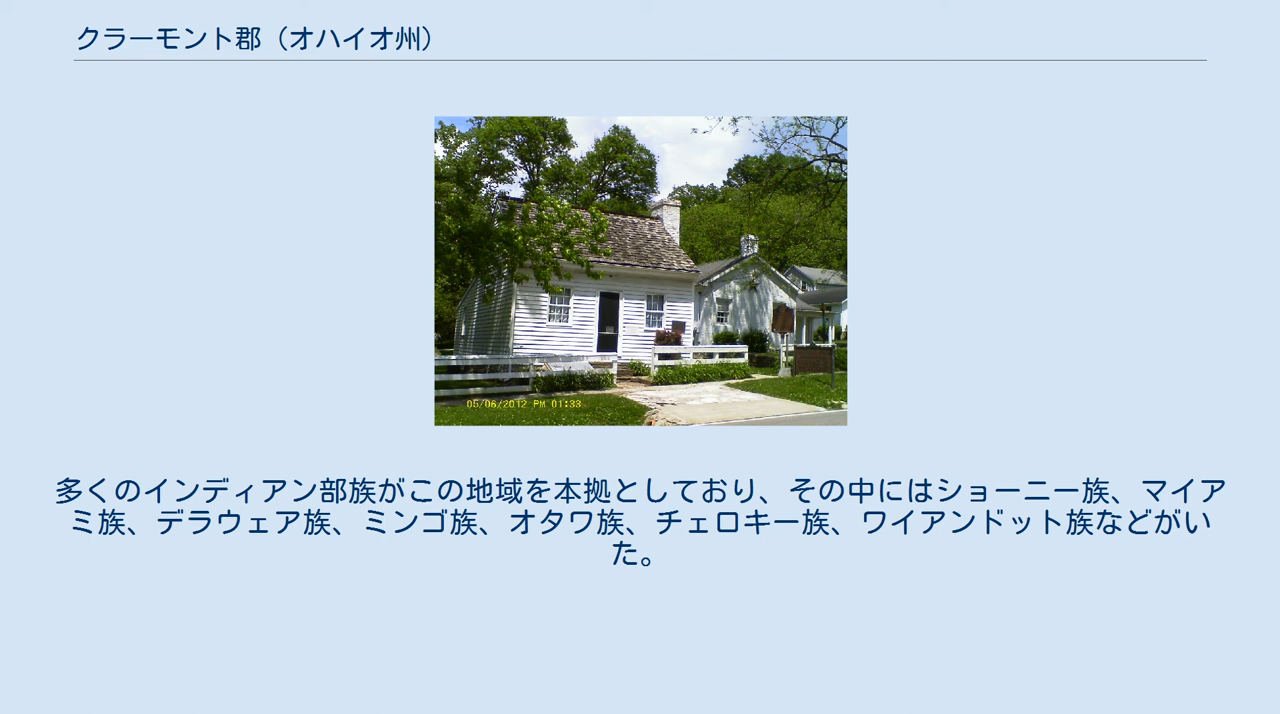 クラーモント郡（オハイオ州）
05/06/2012 PM 01:33
多くのインディアン部族がこの地域を本拠としており、その中にはショーニー族、マイア
ミ族、デラウェア族、ミンゴ族、オタワ族、チェロキー族、ワイアンドット族などがい
た。